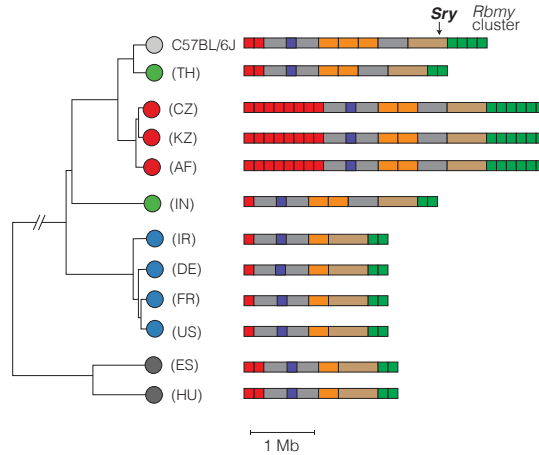 Sry Rbmy
cluster
C57BL/6J
(TH)
(CZ)
(KZ)
(AF)
(IN)
(IR)
(DE)
(FR)
(US)
(ES)
(HU)
1 Mb